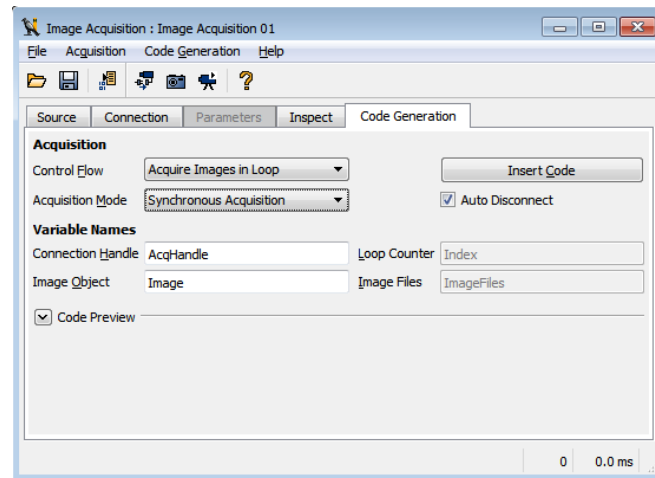 Image Acquisition : Image Acquisition 01
File Acquisition Code Generation Help
Source Connection Parameters Inspect Code Generation
Acquisition
Control Flow Acquire Images in Loop Insert Code
Acquisition Mode Synchronous Acquisition Auto Disconnect
Variable Names
Connection Handle AcqHandle Loop Counter Index
Image Object Image Image Files ImageFiles
Code Preview
0 0.0 ms